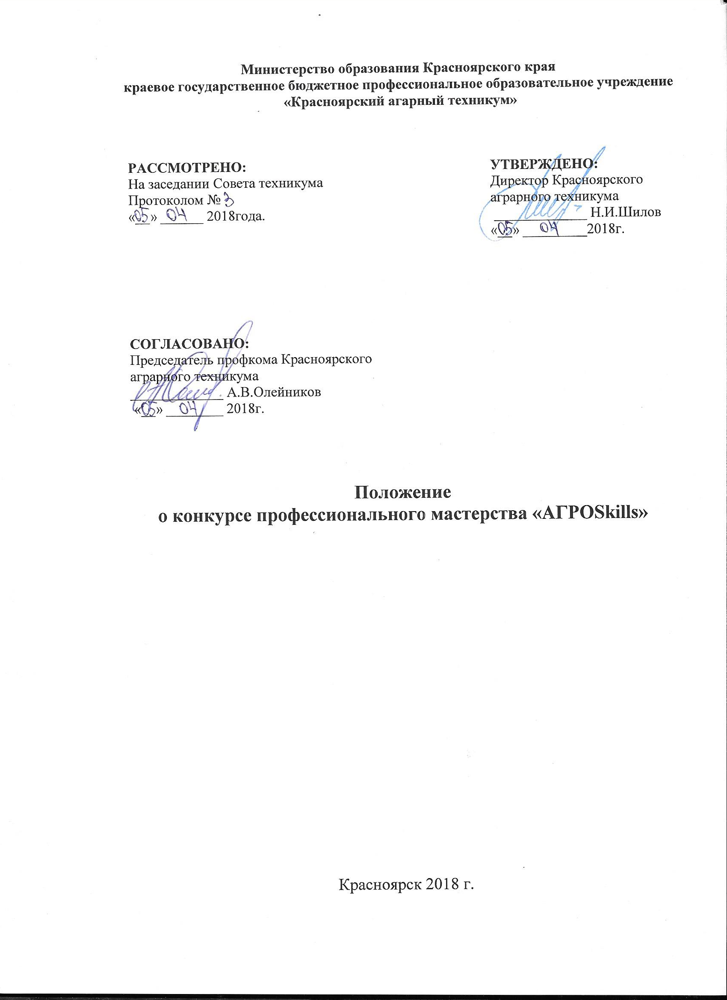 Министерство образования Красноярского края
краевое государственное бюджетное профессиональное образовательное учреждение
«Красноярский агарный техникум»
РАССМОТРЕНО:
На заседании Совета техникума
Протоколом № 3
«05» 04 2018года.
УТВЕРЖДЕНО:
Директор Красноярского
аграрного техникума
Н.И.Шилов
«05» 04 2018г.
СОГЛАСОВАНО:
Председатель профкома Красноярского
аграрного техникума
А.В.Олейников
«05» 04 2018г.
Положение
о конкурсе профессионального мастерства «АГРОSkills»
Красноярск 2018 г.